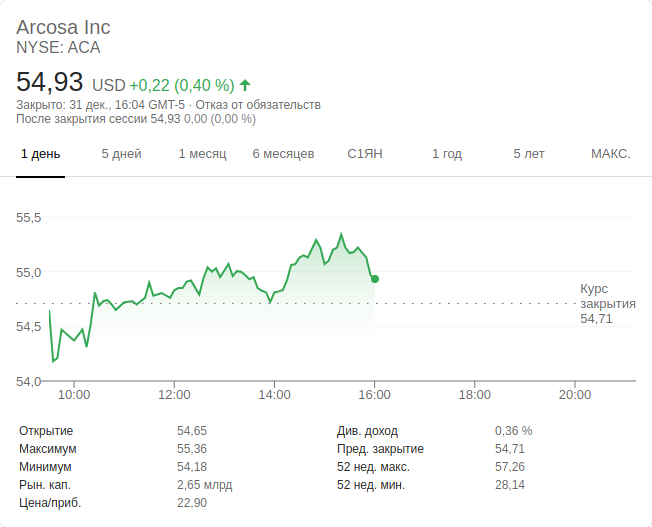 Arcosa Inc
NYSE: ACA
54,93 USD +0,22 (0,40 %)
Закрыто: 31 дек., 16:04 GMT-5 · Отказ от обязательств
После закрытия сессии 54,93 0,00 (0,00 %)
1 день 5 дней 1 месяц 6 месяцев С1ЯН 1 год 5 лет МАКС.
55,5
55,0
Курс
закрытия
54,71
54,5
54,0
10:00 12:00 14:00 16:00 18:00 20:00
Открытие 54,65 Див. доход 0,36 %
Максимум 55,36 Пред. закрытие 54,71
Минимум 54,18 52 нед. макс. 57,26
Рын. кап. 2,65 млрд 52 нед. мин. 28,14
Цена/приб. 22,90